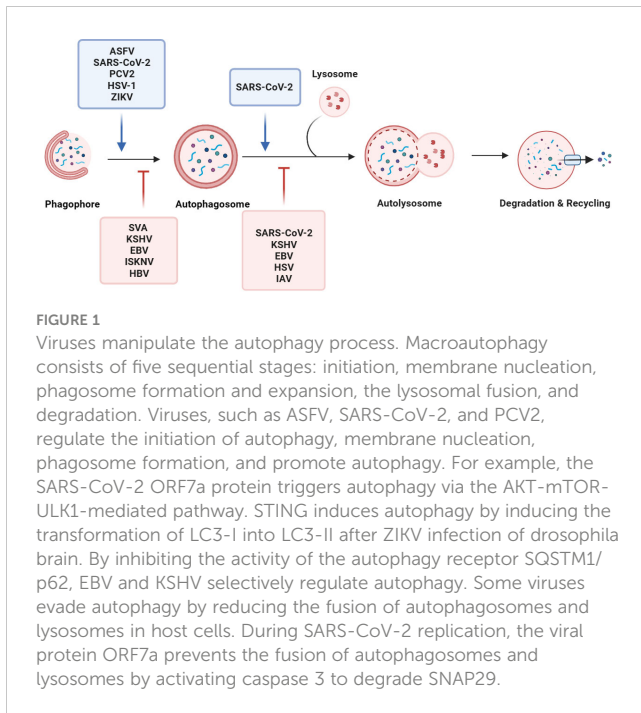 ASFV
SARS-CoV-2
PCV2
HSV-1
ZIKV
SARS-CoV-2
Lysosome
Phagophore
Autophagosome
Autolysosome
Degradation & Recycling
SVA
KSHV
EBV
ISKNV
HBV
SARS-CoV-2
KSHV
EBV
HSV
IAV
FIGURE 1
Viruses manipulate the autophagy process. Macroautophagy
consists of five sequential stages: initiation, membrane nucleation,
phagosome formation and expansion, the lysosomal fusion, and
degradation. Viruses, such as ASFV, SARS-CoV-2, and PCV2,
regulate the initiation of autophagy, membrane nucleation,
phagosome formation, and promote autophagy. For example, the
SARS-CoV-2 ORF7a protein triggers autophagy via the AKT-mTOR-
ULK1-mediated pathway. STING induces autophagy by inducing the
transformation of LC3-I into LC3-II after ZIKV infection of drosophila
brain. By inhibiting the activity of the autophagy receptor SQSTM1/
p62, EBV and KSHV selectively regulate autophagy. Some viruses
evade autophagy by reducing the fusion of autophagosomes and
lysosomes in host cells. During SARS-CoV-2 replication, the viral
protein ORF7a prevents the fusion of autophagosomes and
lysosomes by activating caspase 3 to degrade SNAP29.